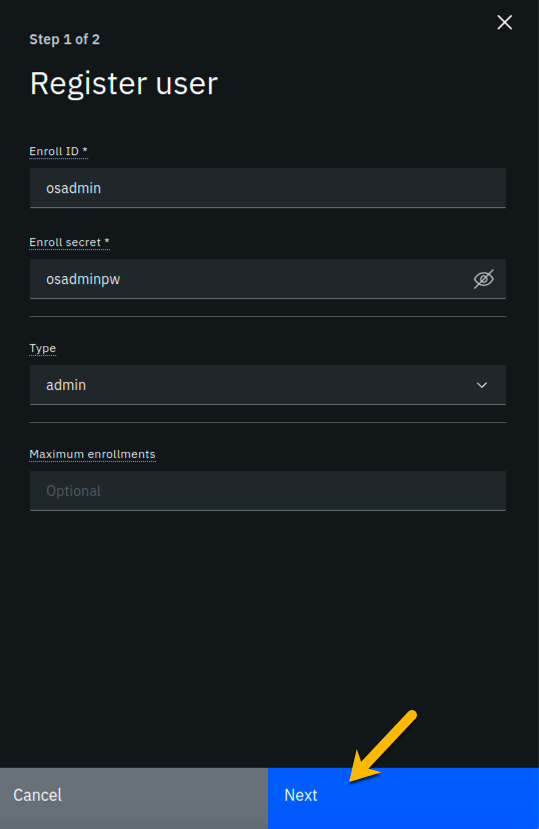 Step 1 of 2
Register user
Enroll ID *
osadmin
Enroll secret *
osadminpw
Type
admin
Maximum enrollments
Optional
Cancel
Next